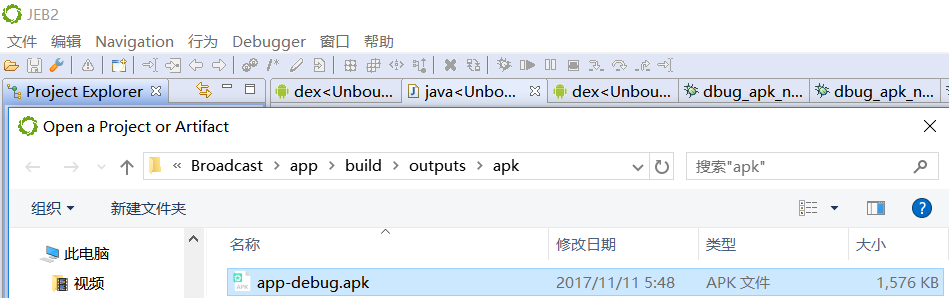 JEB2
文件 编辑 Navigation 行为 Debugger 窗口 帮助
Project Explorer dex<Unbou... java<Unbo... dex<Unbou... dbug_apk_n... dbug_apk_n...
Open a Project or Artifact
« Broadcast › app › build › outputs › apk 搜索"apk"
组织 新建文件夹
名称 修改日期 类型 大小
此电脑
视频
app-debug.apk 2017/11/11 5:48 APK 文件 1,576 KB